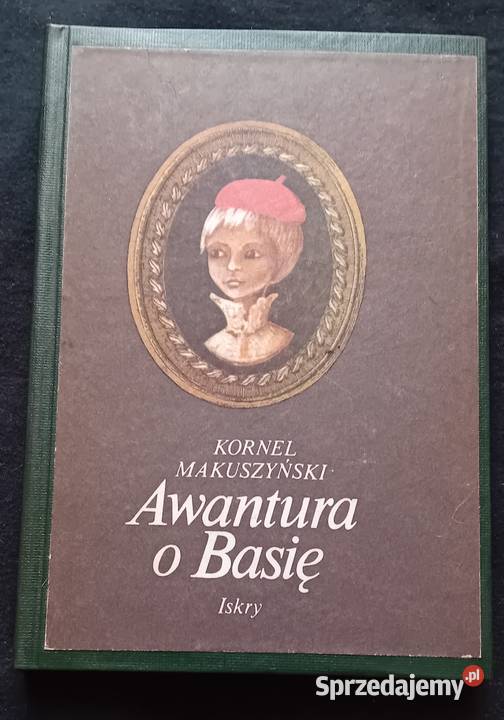 KORNEL
MAKUSZYŃSKI
Awantura
o Basię
Iskry
Sprzedajemy.pl